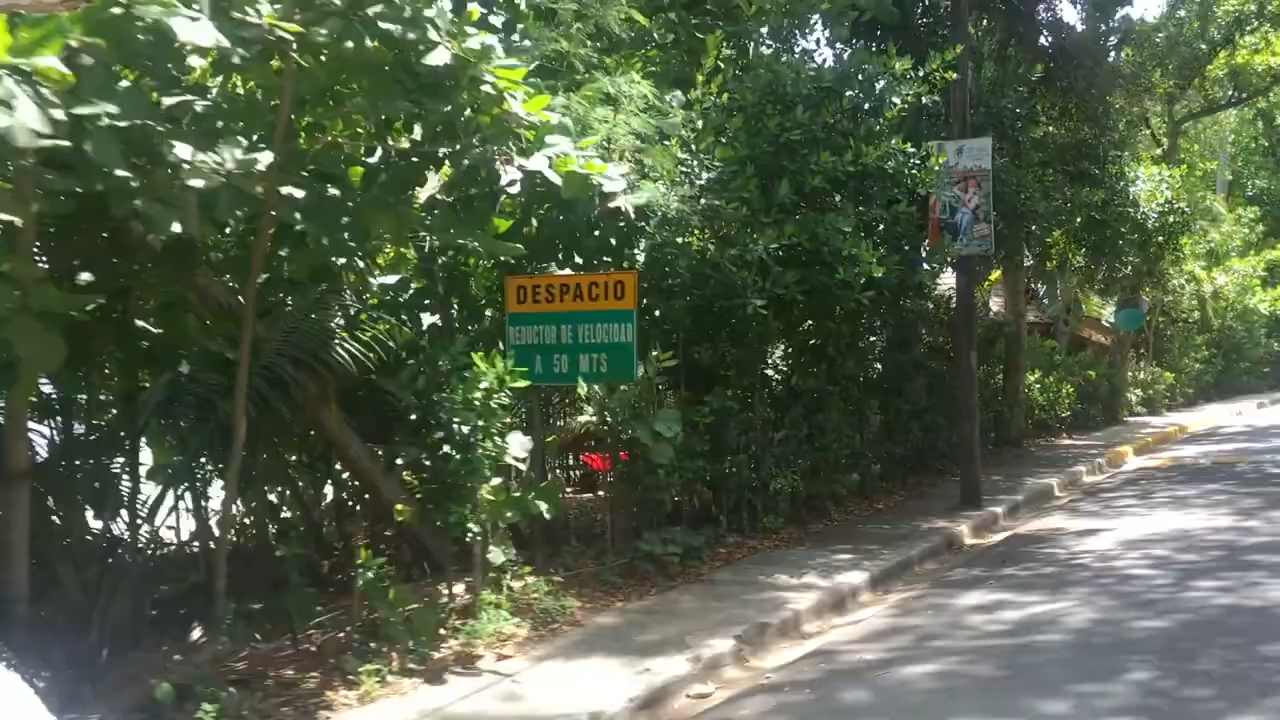 DESPACIO
REDUCTOR DE VELOCIDAD
A 50 MTS